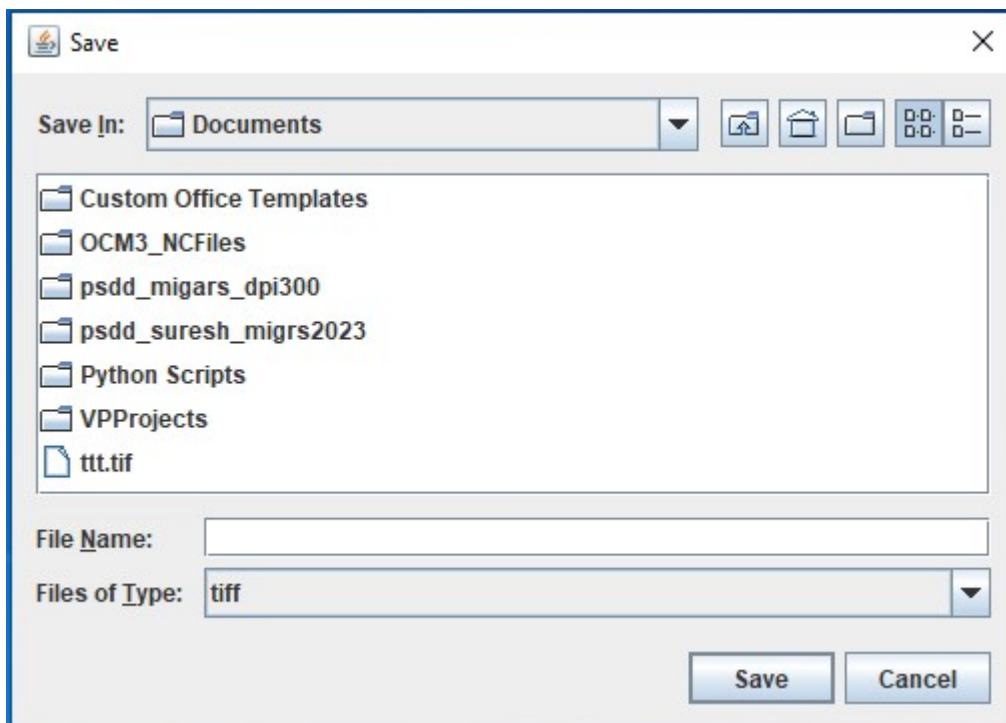 Save
Save In: Documents
Custom Office Templates
OCM3_NCFiles
psdd_migars_dpi300
psdd_suresh_migrs2023
Python Scripts
VPProjects
ttt.tif
File Name:
Files of Type: tiff
Save Cancel